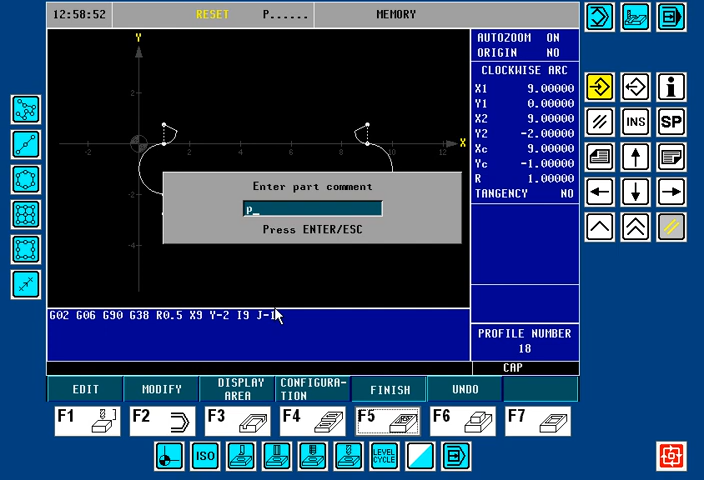 12:58:52 RESET P...... MEMORY
AUTOZOOM ON
ORIGIN NO
CLOCKWISE ARC
X1 9.00000
Y1 0.00000
X2 9.00000
Y2 -2.00000
Xc 9.00000
Yc -1.00000
R 1.00000
TANGENCY NO
Y
2
-2 2 4 6 8 10 X
-2
-4
Enter part comment
p_
Press ENTER/ESC
G02 G06 G90 G38 R0.5 X9 Y-2 I9 J-1
PROFILE NUMBER
18
CAP
EDIT MODIFY DISPLAY AREA CONFIGURA-TION FINISH UNDO
F1 F2 F3 F4 F5 F6 F7
ISO LEVEL CYCLE
INS SP